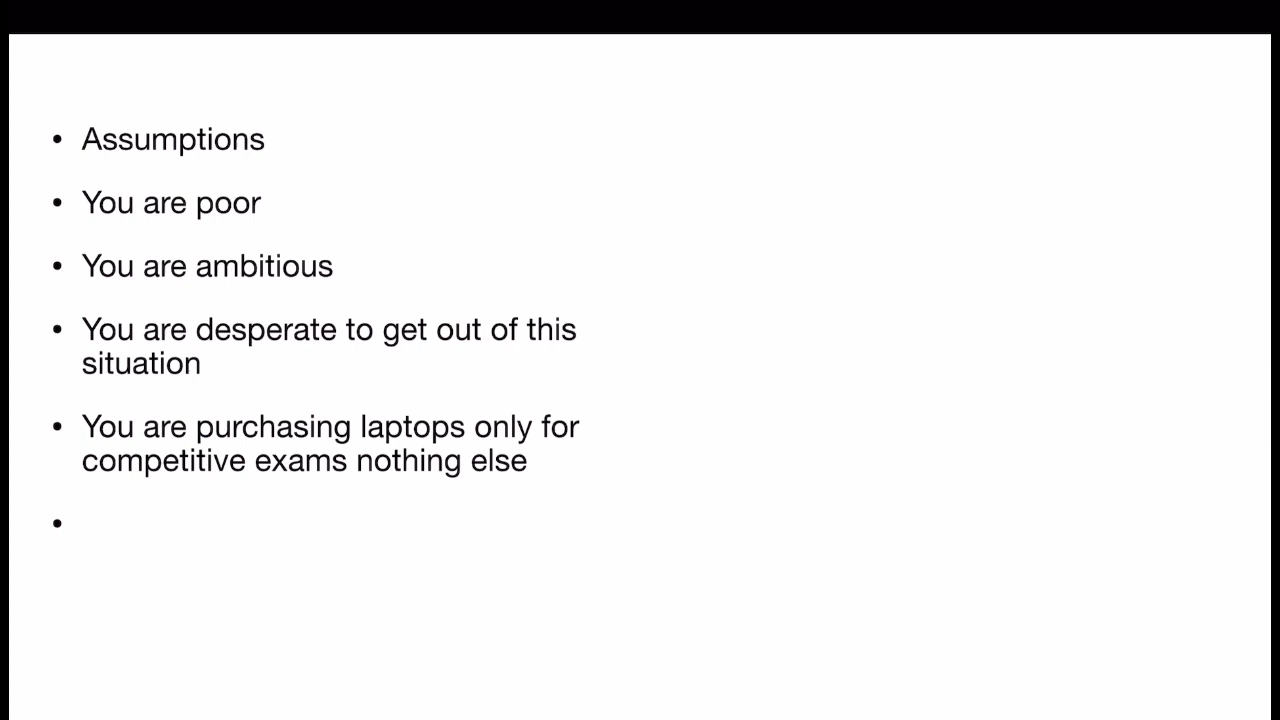 • Assumptions
• You are poor
• You are ambitious
• You are desperate to get out of this
situation
• You are purchasing laptops only for
competitive exams nothing else
•